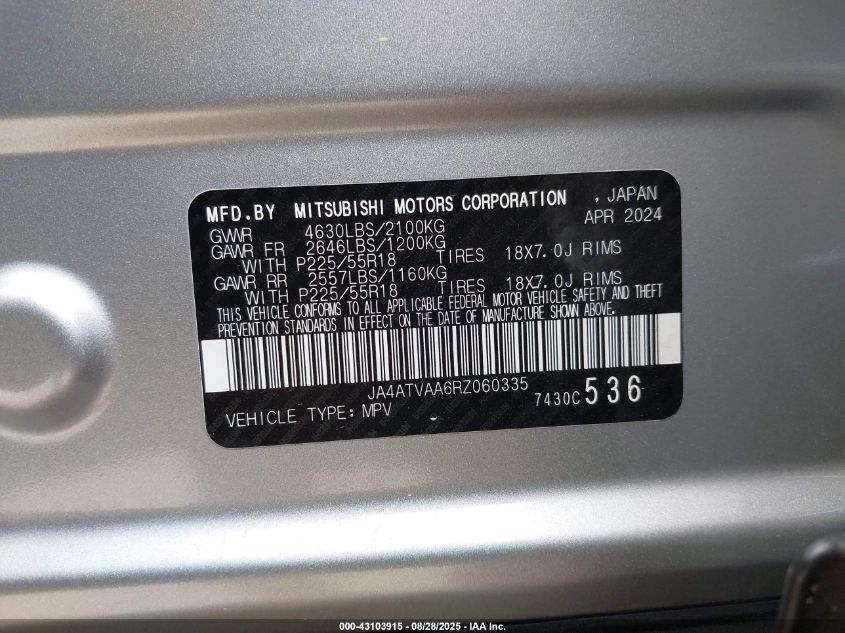 MFD.BY MITSUBISHI MOTORS CORPORATION , JAPAN
APR 2024
GVWR 4630LBS/2100KG
GAWR FR 2646LBS/1200KG
WITH P225/55R18 TIRES 18X7.0J RIMS
GAWR RR 2557LBS/1160KG
WITH P225/55R18 TIRES 18X7.0J RIMS
THIS VEHICLE CONFORMS TO ALL APPLICABLE FEDERAL MOTOR VEHICLE SAFETY AND THEFT
PREVENTION STANDARDS IN EFFECT ON THE DATE OF MANUFACTURE SHOWN ABOVE.
JA4ATVAA6RZ060335
7430C536
VEHICLE TYPE: MPV
000-43103915 - 08/28/2025 - IAA Inc.